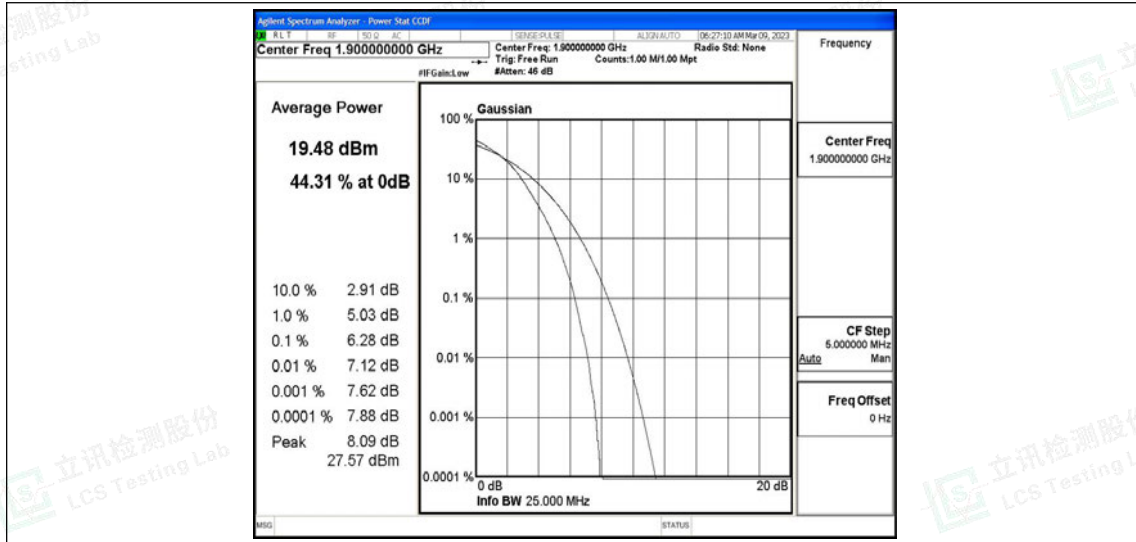 Agilent Spectrum Analyzer - Power Stat CCDF
RLT RF 50 Ω AC SENSE:PULSE ALIGN AUTO 06:27:10 AM Mar 09, 2023
Center Freq 1.900000000 GHz
Center Freq: 1.900000000 GHz Radio Std: None
Trig: Free Run Counts:1.00 M/1.00 Mpt
#IFGain:Low #Atten: 46 dB
Frequency
Average Power
19.48 dBm
44.31 % at 0dB
10.0 % 2.91 dB
1.0 % 5.03 dB
0.1 % 6.28 dB
0.01 % 7.12 dB
0.001 % 7.62 dB
0.0001 % 7.88 dB
Peak 8.09 dB
27.57 dBm
Gaussian
100 %
10 %
1 %
0.1 %
0.01 %
0.001 %
0.0001 %
0 dB 20 dB
Info BW 25.000 MHz
Center Freq
1.900000000 GHz
CF Step
5.000000 MHz
Auto Man
Freq Offset
0 Hz
MSG STATUS
立讯检测股份
LCS Testing Lab
立讯检测股份
LCS Testing L